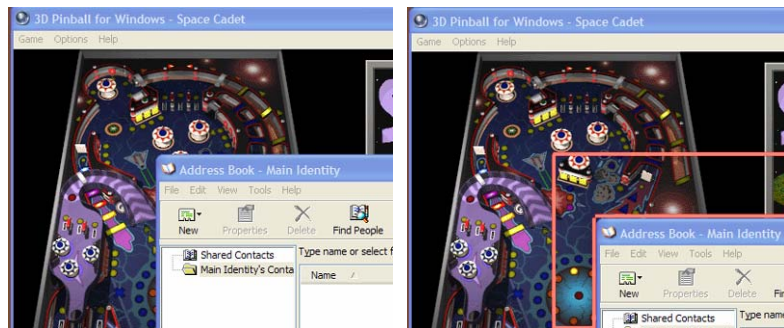 3D Pinball for Windows - Space Cadet
Game Options Help
Address Book - Main Identity
File Edit View Tools Help
New Properties Delete Find People
Shared Contacts
Main Identity's Conta
Type name or select f
Name
3D Pinball for Windows - Space Cadet
Game Options Help
Address Book - Main Identity
File Edit View Tools Help
New Properties Delete Fin
Shared Contacts
Type name